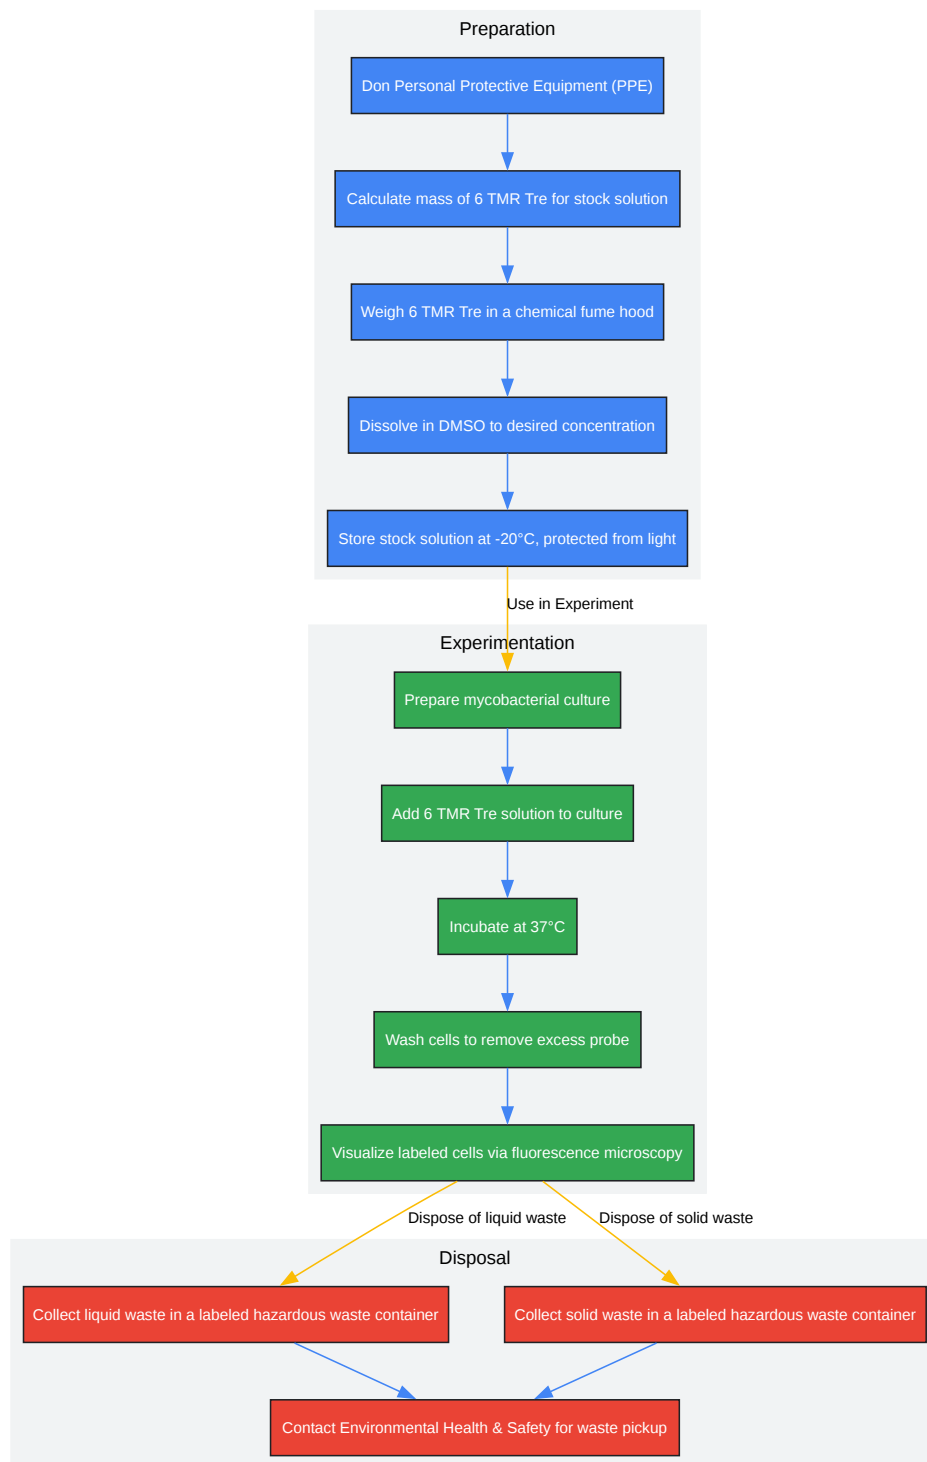 Preparation
Don Personal Protective Equipment (PPE)
Calculate mass of 6 TMR Tre for stock solution
Weigh 6 TMR Tre in a chemical fume hood
Dissolve in DMSO to desired concentration
Store stock solution at -20°C, protected from light
Use in Experiment
Experimentation
Prepare mycobacterial culture
Add 6 TMR Tre solution to culture
Incubate at 37°C
Wash cells to remove excess probe
Visualize labeled cells via fluorescence microscopy
Dispose of liquid waste
Dispose of solid waste
Disposal
Collect liquid waste in a labeled hazardous waste container
Collect solid waste in a labeled hazardous waste container
Contact Environmental Health & Safety for waste pickup